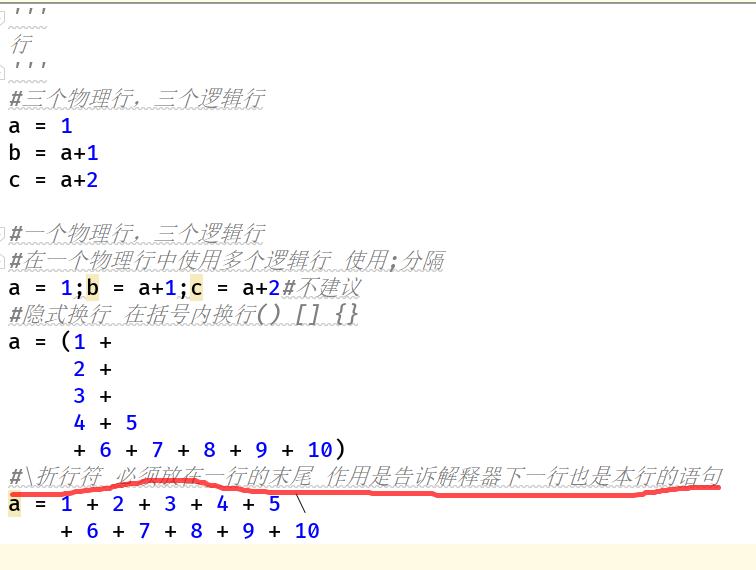 '''
行
'''
#三个物理行，三个逻辑行
a = 1
b = a+1
c = a+2
#一个物理行，三个逻辑行
#在一个物理行中使用多个逻辑行 使用;分隔
a = 1;b = a+1;c = a+2#不建议
#隐式换行 在括号内换行() [] {}
a = (1 +
2 +
3 +
4 + 5
+ 6 + 7 + 8 + 9 + 10)
#\折行符 必须放在一行的末尾 作用是告诉解释器下一行也是本行的语句
a = 1 + 2 + 3 + 4 + 5 \
+ 6 + 7 + 8 + 9 + 10